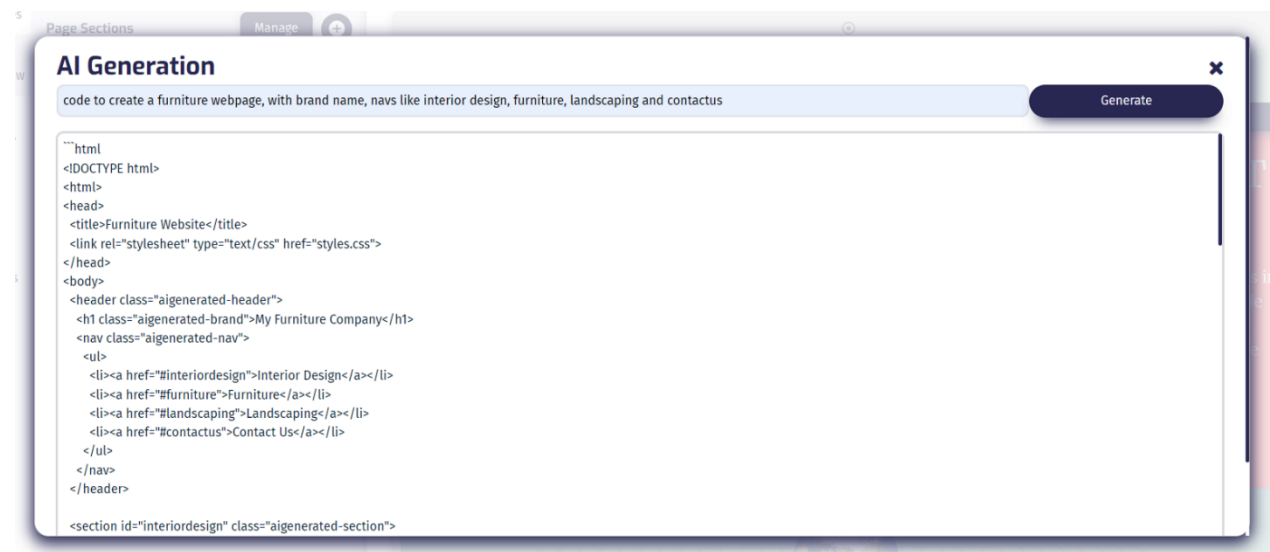 Page Sections
Manage
+
AI Generation
code to create a furniture webpage, with brand name, navs like interior design, furniture, landscaping and contactus
Generate
```html
<!DOCTYPE html>
<html>
<head>
<title>Furniture Website</title>
<link rel="stylesheet" type="text/css" href="styles.css">
</head>
<body>
<header class="aigenerated-header">
<h1 class="aigenerated-brand">My Furniture Company</h1>
<nav class="aigenerated-nav">
<ul>
<li><a href="#interiordesign">Interior Design</a></li>
<li><a href="#furniture">Furniture</a></li>
<li><a href="#landscaping">Landscaping</a></li>
<li><a href="#contactus">Contact Us</a></li>
</ul>
</nav>
</header>
<section id="interiordesign" class="aigenerated-section">